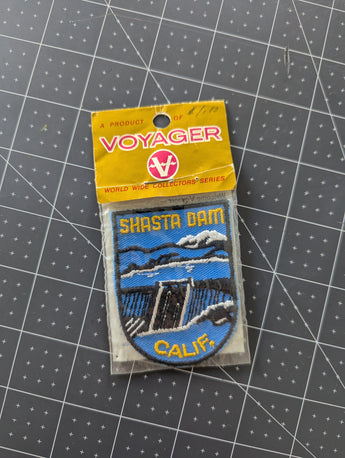 A PRODUCT OF
VOYAGER
WORLD WIDE COLLECTORS' SERIES
SHASTA DAM
CALIF.